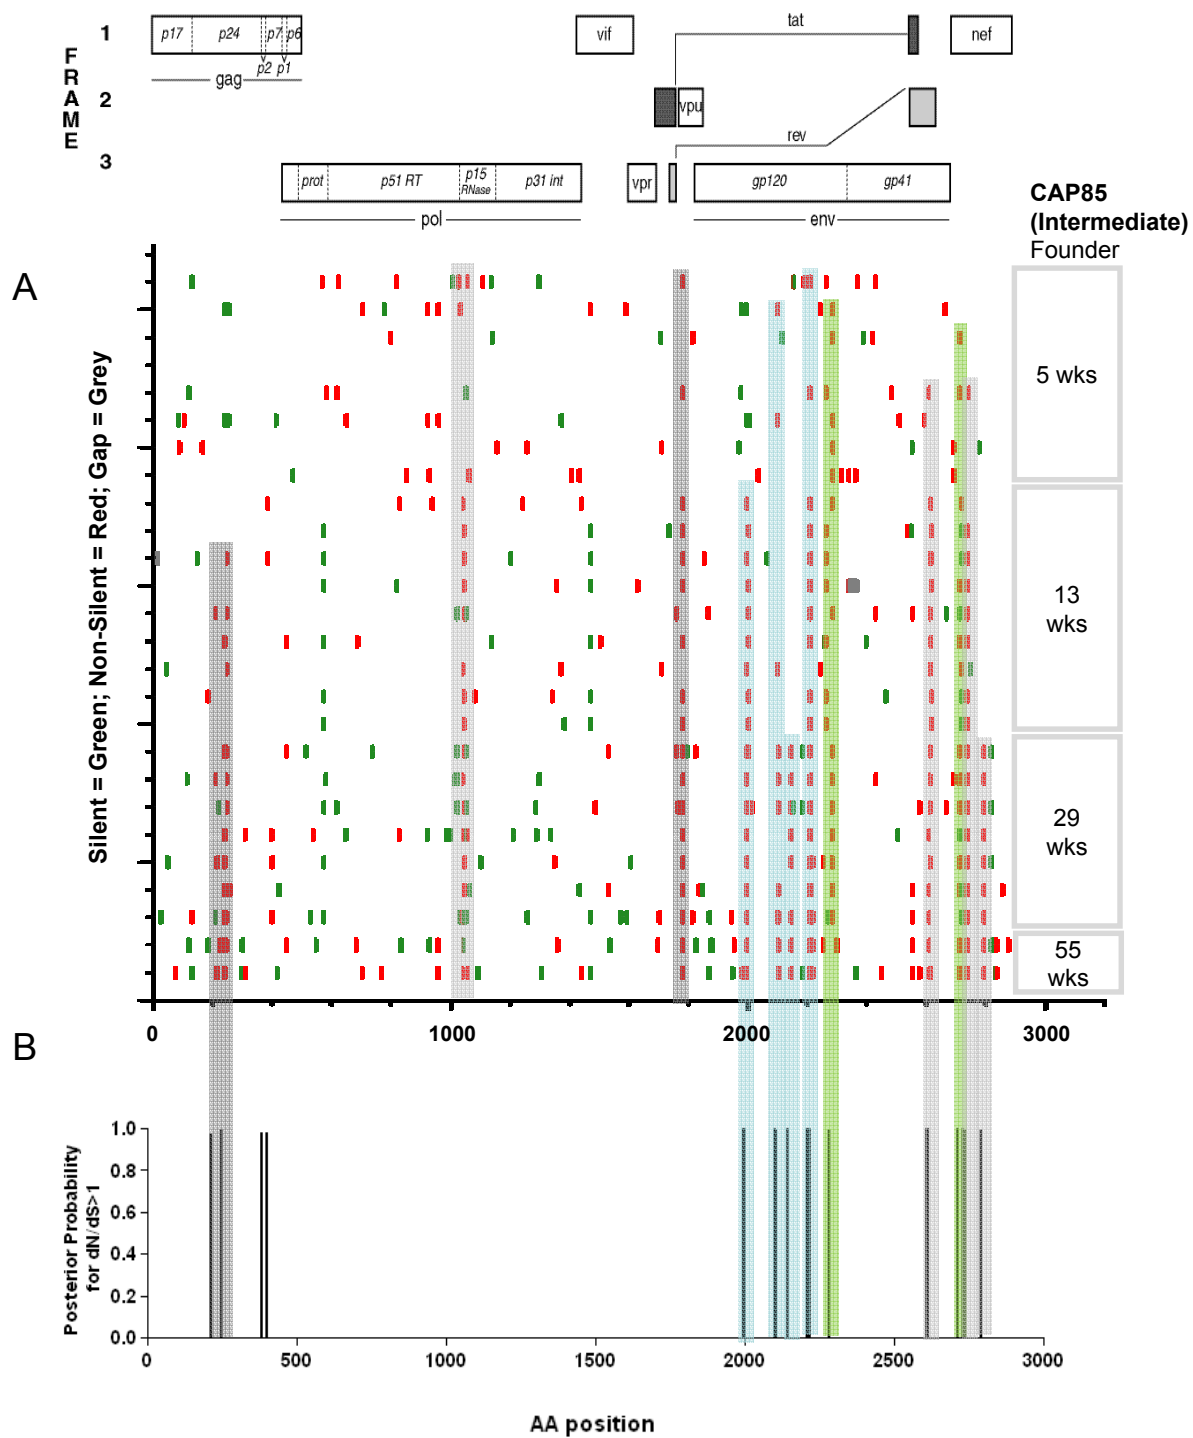 1
p17 p24 p7 p6
p2 p1
gag
vif
tat
nef
FRAME
2
vpu
rev
3
prot p51 RT p15 RNase p31 int
pol
vpr
gp120 gp41
env
CAP85
(Intermediate)
Founder
A
Silent = Green; Non-Silent = Red; Gap = Grey
5 wks
13
wks
29
wks
55
wks
0 1000 2000 3000
B
Posterior Probability
for dN/dS>1
1.0
0.8
0.6
0.4
0.2
0.0
0 500 1000 1500 2000 2500 3000
AA position